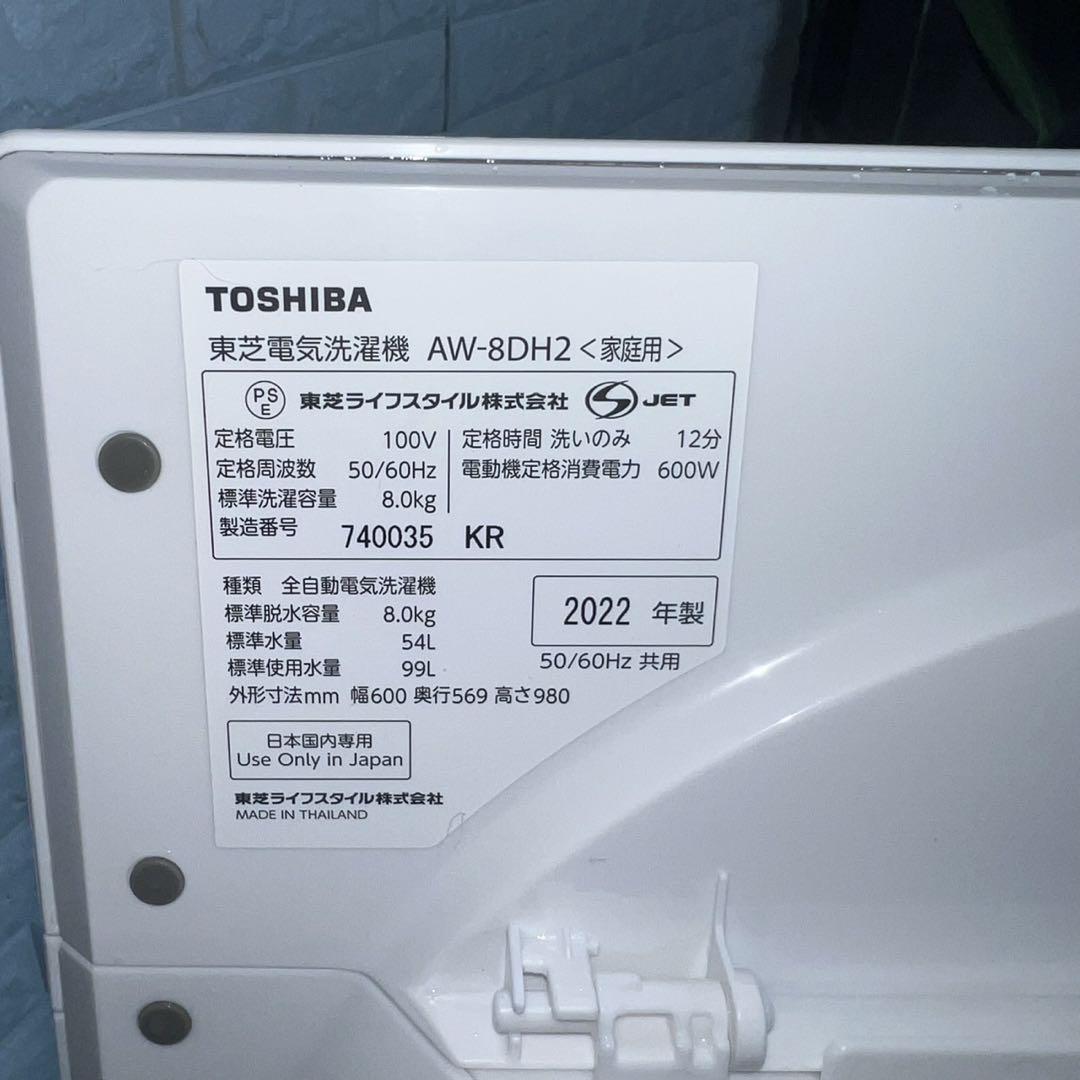 TOSHIBA
東芝電気洗濯機 AW-8DH2<家庭用>
PSE 東芝ライフスタイル株式会社 S JET
定格電圧 100V 定格時間 洗いのみ 12分
定格周波数 50/60Hz 電動機定格消費電力 600W
標準洗濯容量 8.0kg
製造番号 740035 KR
種類 全自動電気洗濯機
標準脱水容量 8.0kg
2022 年製
標準水量 54L
標準使用水量 99L
50/60Hz 共用
外形寸法mm 幅600 奥行569 高さ980
日本国内専用
Use Only in Japan
東芝ライフスタイル株式会社
MADE IN THAILAND